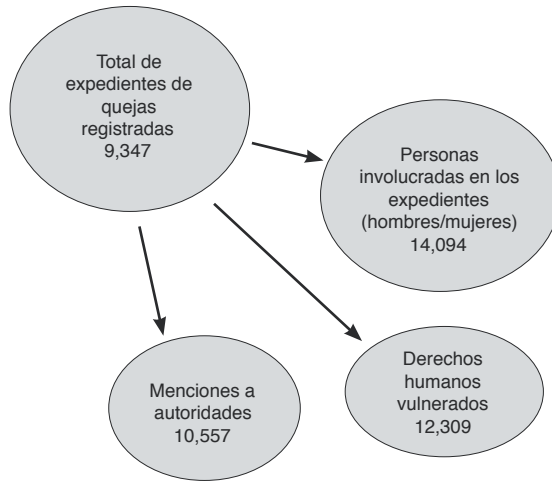 Total de
expedientes de
quejas
registradas
9,347
Personas
involucradas en los
expedientes
(hombres/mujeres)
14,094
Menciones a
autoridades
10,557
Derechos
humanos
vulnerados
12,309